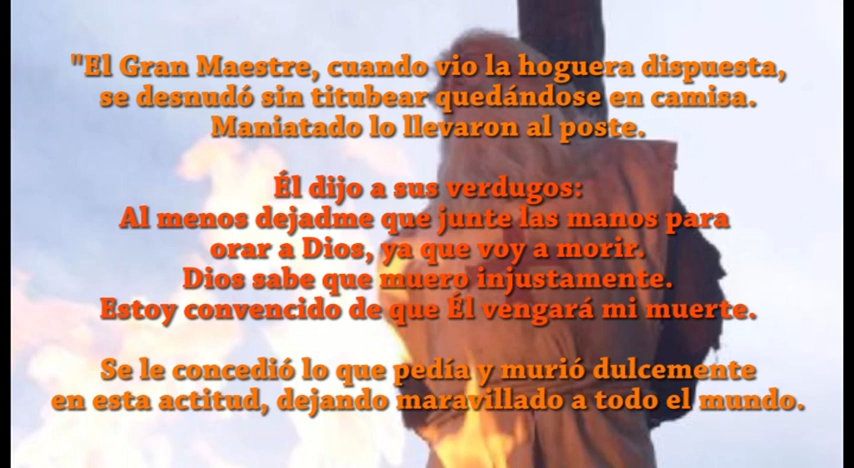 "El Gran Maestre, cuando vio la hoguera dispuesta,
se desnudó sin titubear quedándose en camisa.
Maniatado lo llevaron al poste.
Él dijo a sus verdugos:
Al menos dejadme que junte las manos para
orar a Dios, ya que voy a morir.
Dios sabe que muero injustamente.
Estoy convencido de que Él vengará mi muerte.
Se le concedió lo que pedía y murió dulcemente
en esta actitud, dejando maravillado a todo el mundo.